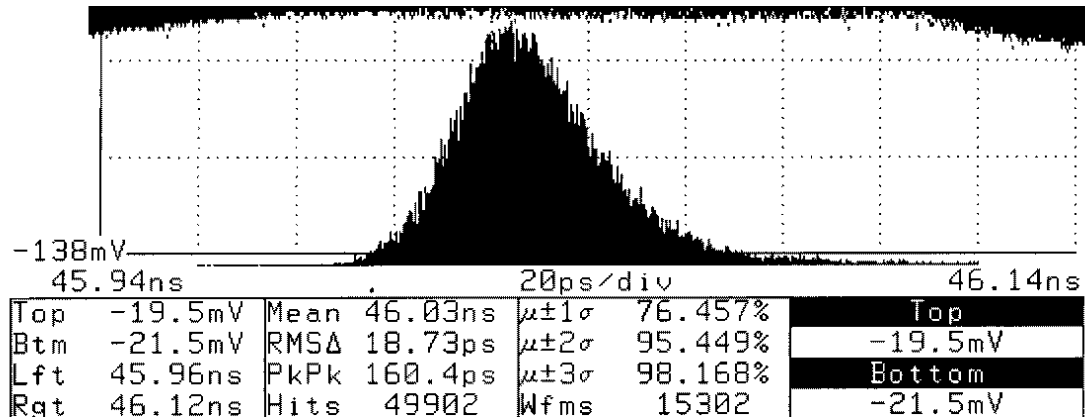 -138mV
45.94ns 20ps/div 46.14ns
Top -19.5mV Mean 46.03ns μ±1σ 76.457% Top
Btm -21.5mV RMSΔ 18.73ps μ±2σ 95.449% -19.5mV
Lft 45.96ns PkPk 160.4ps μ±3σ 98.168% Bottom
Rgt 46.12ns Hits 49902 Wfms 15302 -21.5mV